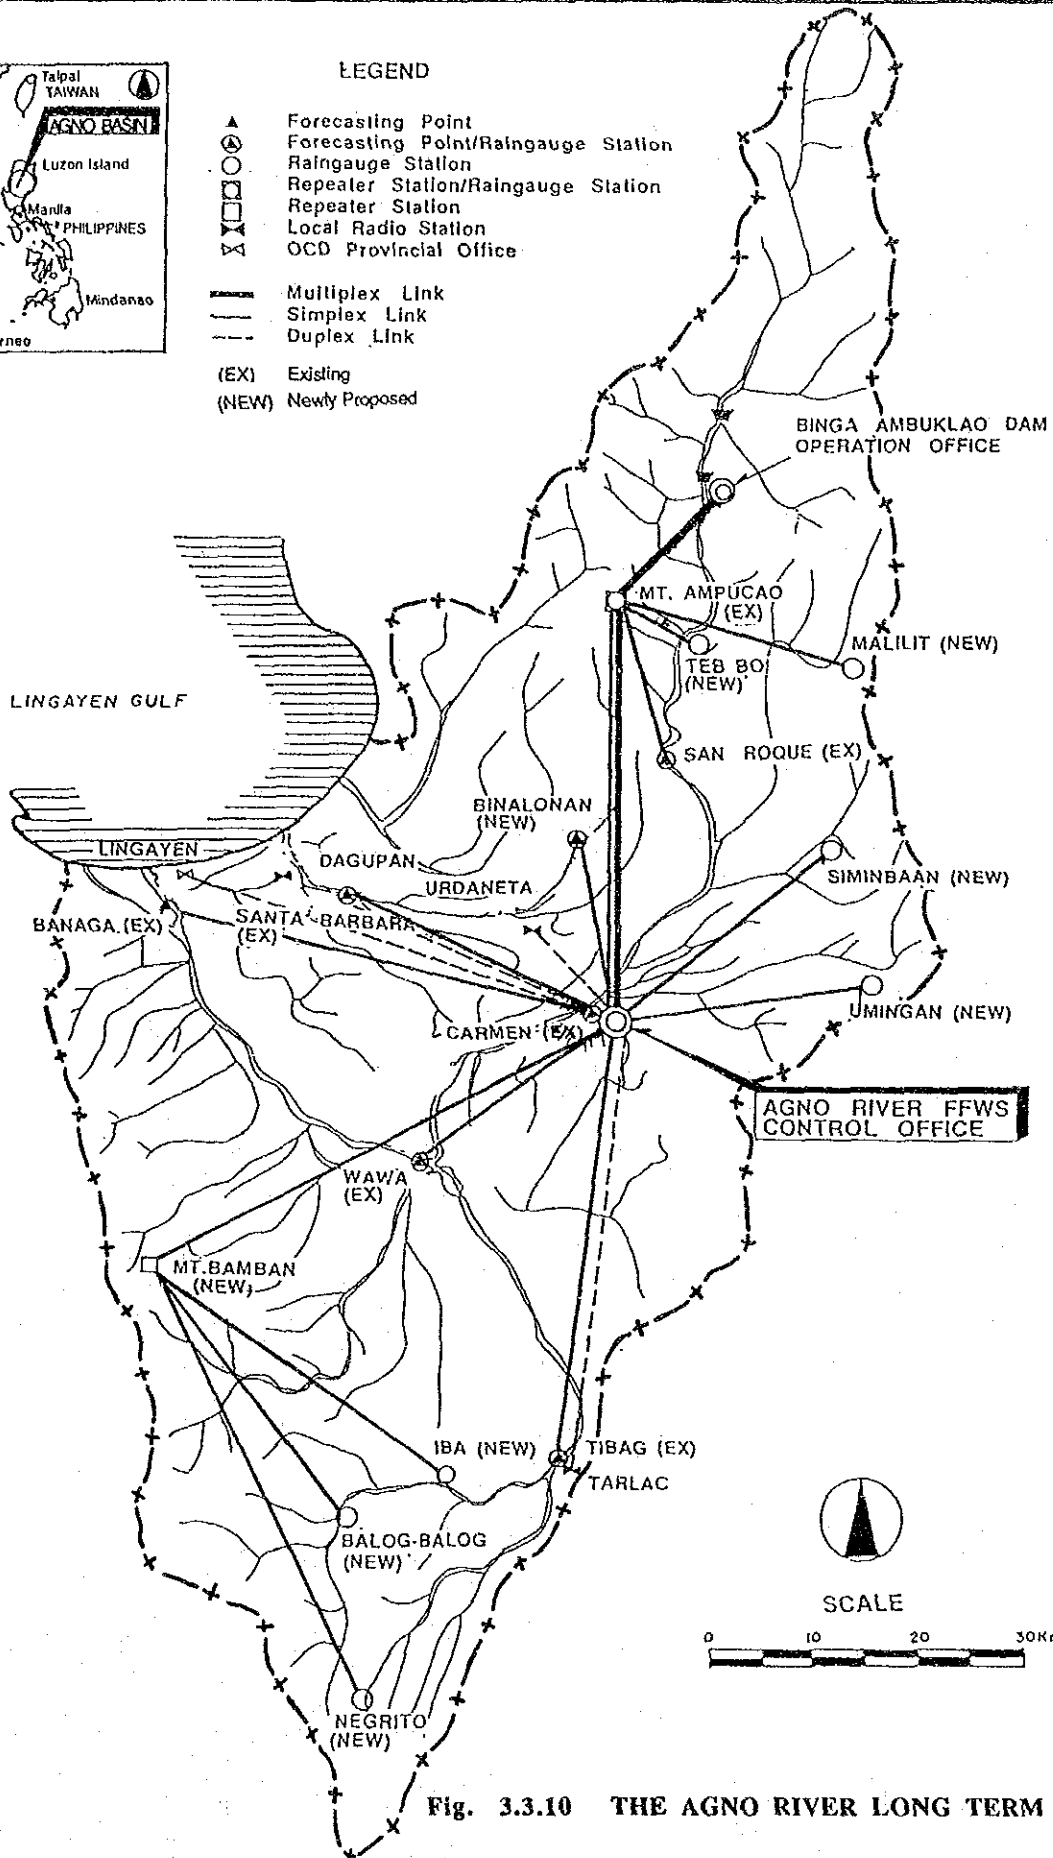 Taipal
TAIWAN
AGNO BASIN
Luzon Island
Manila
PHILIPPINES
Mindanao
rneo
LEGEND
Forecasting Point
Forecasting Point/Raingauge Station
Raingauge Station
Repeater Station/Raingauge Station
Repeater Station
Local Radio Station
OCD Provincial Office
Multiplex Link
Simplex Link
Duplex Link
(EX) Existing
(NEW) Newly Proposed
BINGA AMBUKLAO DAM
OPERATION OFFICE
MT. AMPUCAO
(EX)
MALILIT (NEW)
TEB BO
(NEW)
LINGAYEN GULF
SAN ROQUE (EX)
BINALONAN
(NEW)
LINGAYEN
DAGUPAN
URDANETA
SIMINBAAN (NEW)
BANAGA (EX)
SANTA BARBARA
(EX)
UMINGAN (NEW)
CARMEN (EX)
AGNO RIVER FFWS
CONTROL OFFICE
WAWA
(EX)
MT. BAMBAN
(NEW)
IBA (NEW)
TIBAG (EX)
TARLAC
BALOG-BALOG
(NEW)
SCALE
0 10 20 30K
NEGRITO
(NEW)
Fig. 3.3.10 THE AGNO RIVER LONG TERM